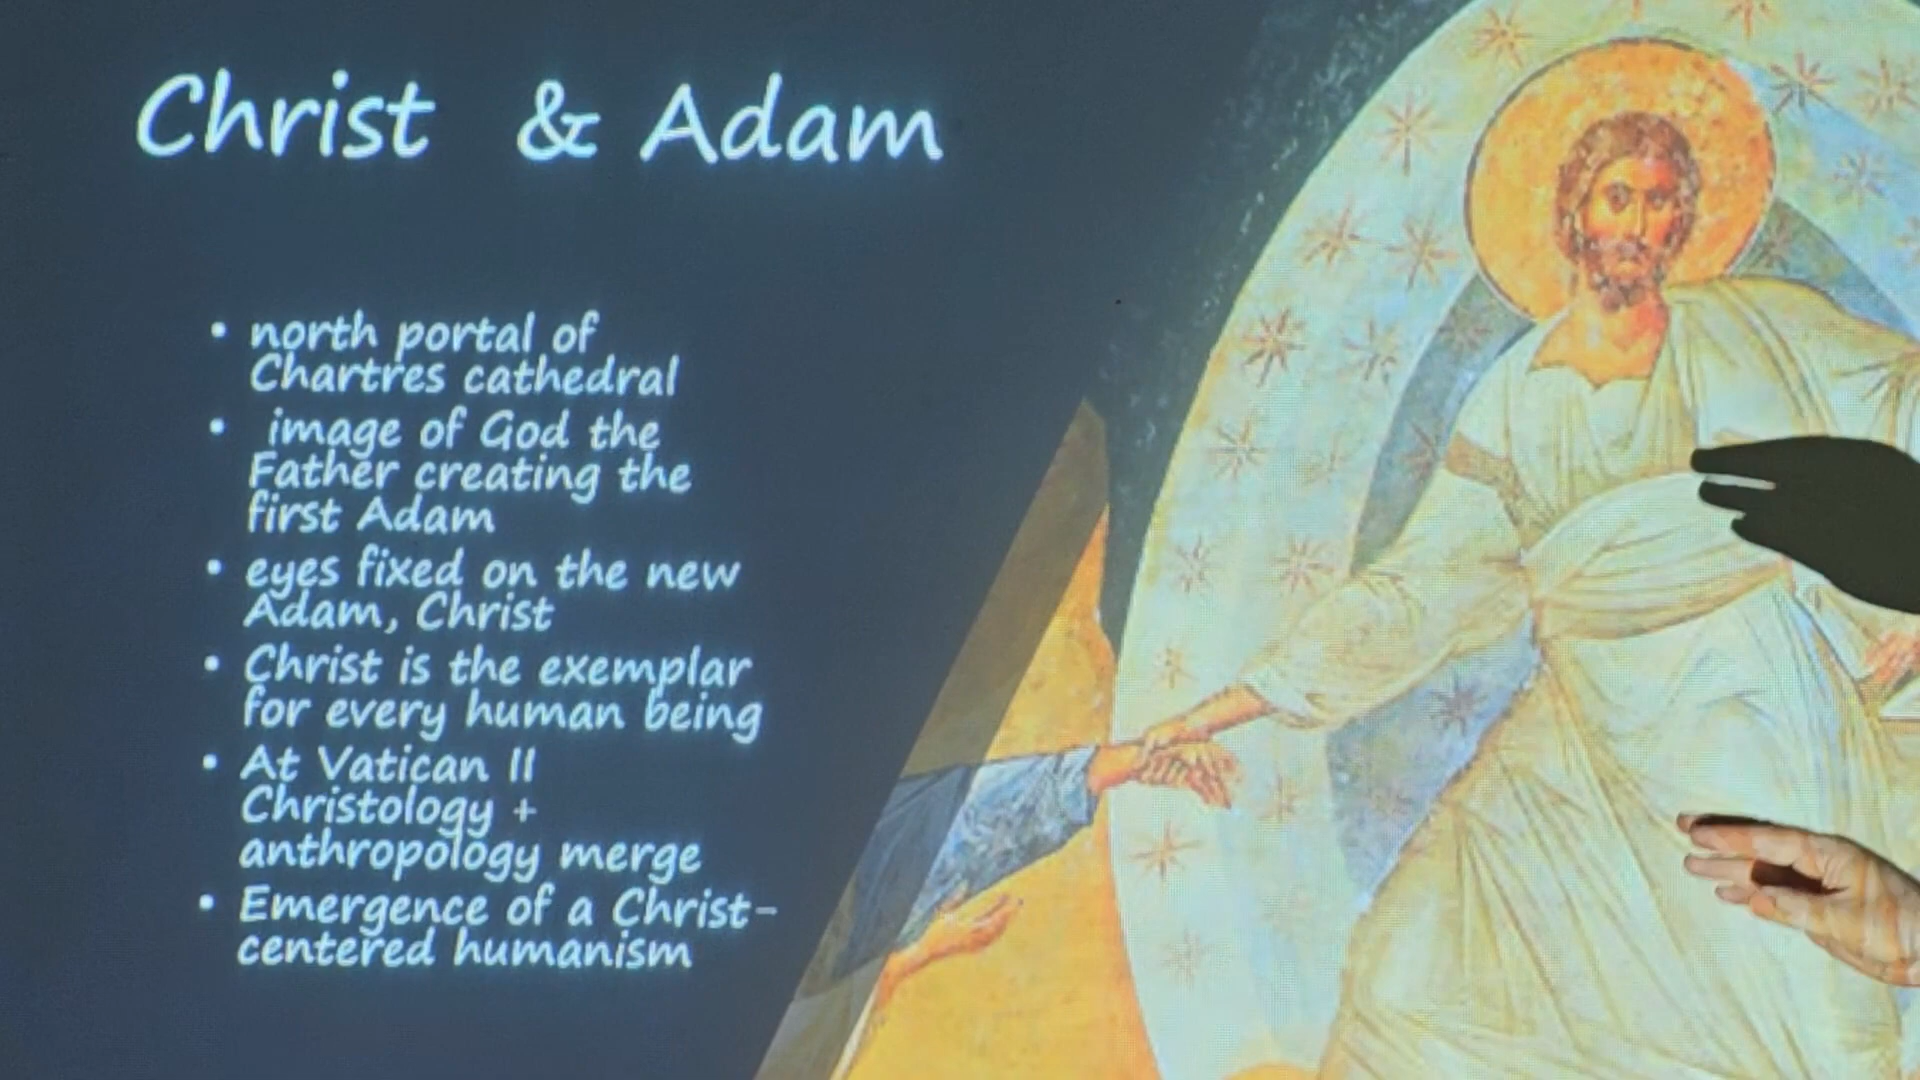 Christ & Adam
• north portal of
Chartres cathedral
• image of God the
Father creating the
first Adam
• eyes fixed on the new
Adam, Christ
• Christ is the exemplar
for every human being
• At Vatican II
Christology +
anthropology merge
• Emergence of a Christ-
centered humanism